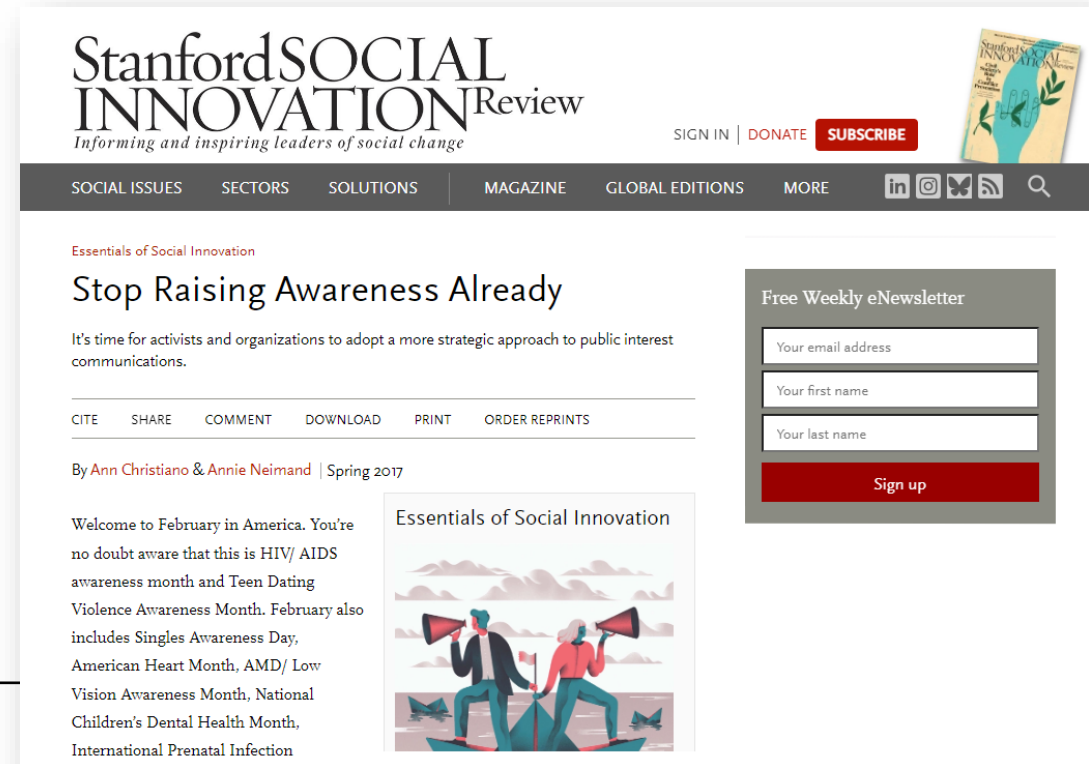 Stanford SOCIAL
INNOVATION Review
Informing and inspiring leaders of social change
SIGN IN | DONATE SUBSCRIBE
SOCIAL ISSUES SECTORS SOLUTIONS MAGAZINE GLOBAL EDITIONS MORE
Essentials of Social Innovation
Stop Raising Awareness Already
It's time for activists and organizations to adopt a more strategic approach to public interest
communications.
CITE SHARE COMMENT DOWNLOAD PRINT ORDER REPRINTS
By Ann Christiano & Annie Neimand | Spring 2017
Welcome to February in America. You're
no doubt aware that this is HIV/ AIDS
awareness month and Teen Dating
Violence Awareness Month. February also
includes Singles Awareness Day,
American Heart Month, AMD/ Low
Vision Awareness Month, National
Children's Dental Health Month,
International Prenatal Infection
Essentials of Social Innovation
Free Weekly eNewsletter
Your email address
Your first name
Your last name
Sign up